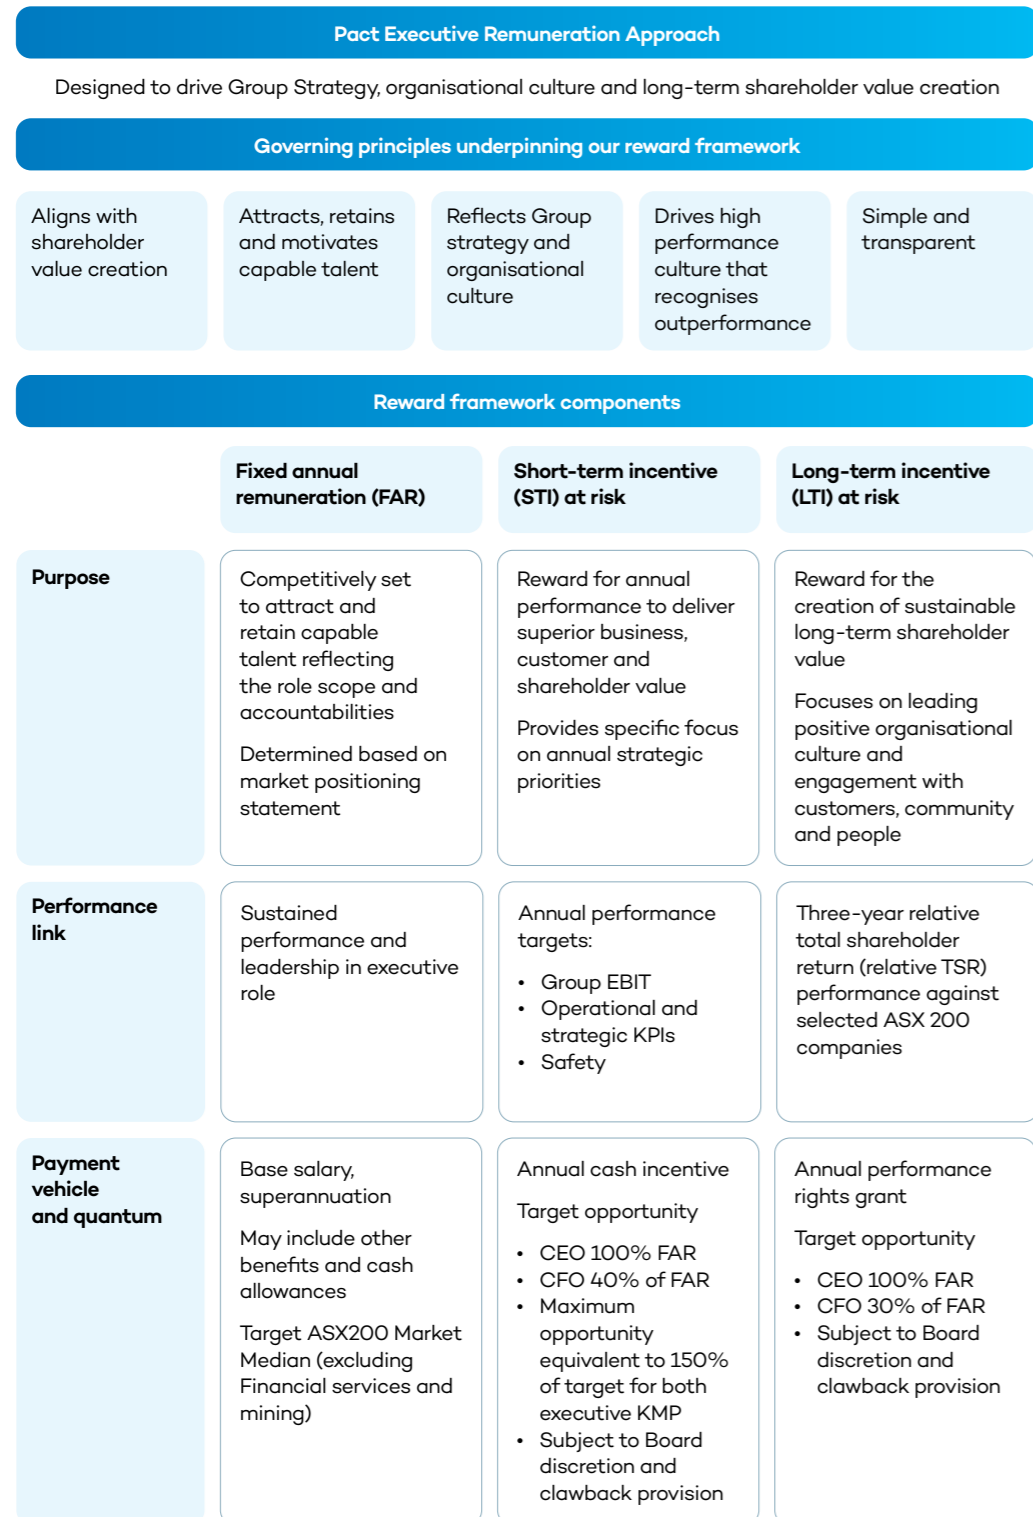 Pact Executive Remuneration Approach
Designed to drive Group Strategy, organisational culture and long-term shareholder value creation
Governing principles underpinning our reward framework
Aligns with
shareholder
value creation
Attracts, retains
and motivates
capable talent
Reflects Group
strategy and
organisational
culture
Drives high
performance
culture that
recognises
outperformance
Simple and
transparent
Reward framework components
Fixed annual
remuneration (FAR)
Short-term incentive
(STI) at risk
Long-term incentive
(LTI) at risk
Purpose
Competitively set
to attract and
retain capable
talent reflecting
the role scope and
accountabilities
Determined based on
market positioning
statement
Reward for annual
performance to deliver
superior business,
customer and
shareholder value
Provides specific focus
on annual strategic
priorities
Reward for the
creation of sustainable
long-term shareholder
value
Focuses on leading
positive organisational
culture and
engagement with
customers, community
and people
Performance
link
Sustained
performance and
leadership in executive
role
Annual performance
targets:
• Group EBIT
• Operational and
strategic KPIs
• Safety
Three-year relative
total shareholder
return (relative TSR)
performance against
selected ASX 200
companies
Payment
vehicle
and quantum
Base salary,
superannuation
May include other
benefits and cash
allowances
Target ASX200 Market
Median (excluding
Financial services and
mining)
Annual cash incentive
Target opportunity
• CEO 100% FAR
• CFO 40% of FAR
• Maximum
opportunity
equivalent to 150%
of target for both
executive KMP
• Subject to Board
discretion and
clawback provision
Annual performance
rights grant
Target opportunity
• CEO 100% FAR
• CFO 30% of FAR
• Subject to Board
discretion and
clawback provision